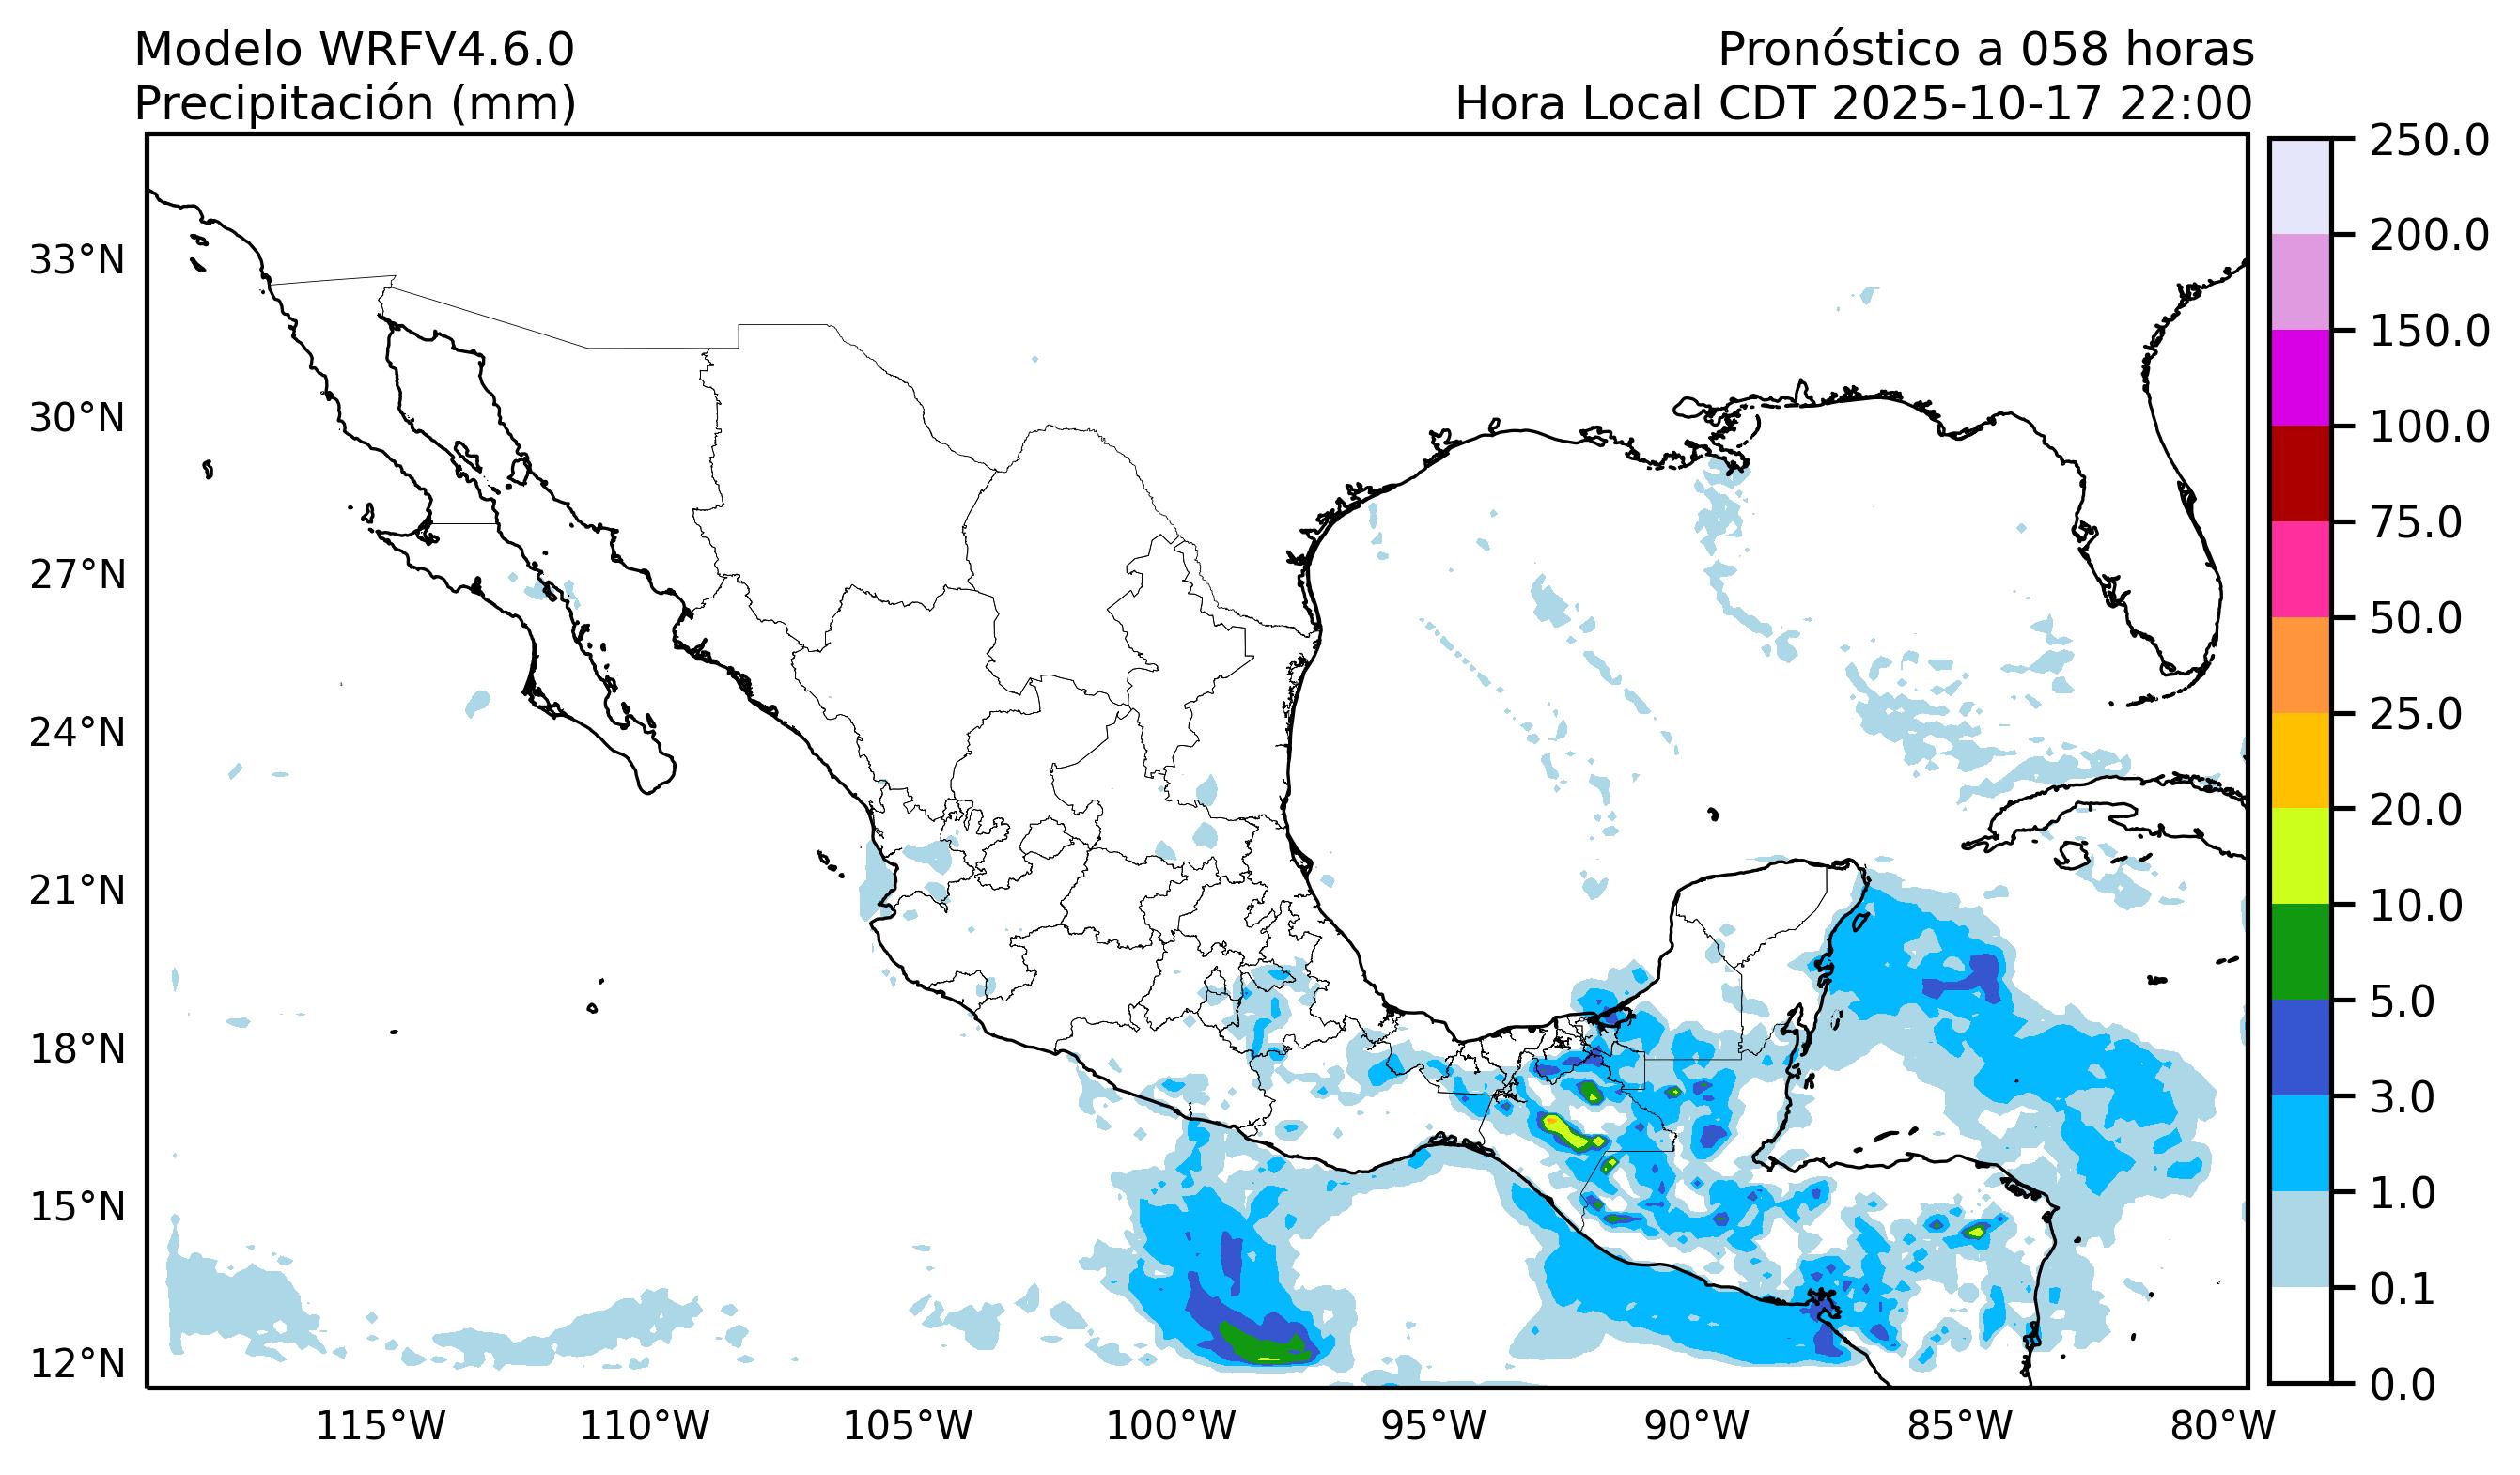 Modelo WRFV4.6.0
Precipitación (mm)
Pronóstico a 058 horas
Hora Local CDT 2025-10-17 22:00
33°N
30°N
27°N
24°N
21°N
18°N
15°N
12°N
115°W
110°W
105°W
100°W
95°W
90°W
85°W
80°W
250.0
200.0
150.0
100.0
75.0
50.0
25.0
20.0
10.0
5.0
3.0
1.0
0.1
0.0